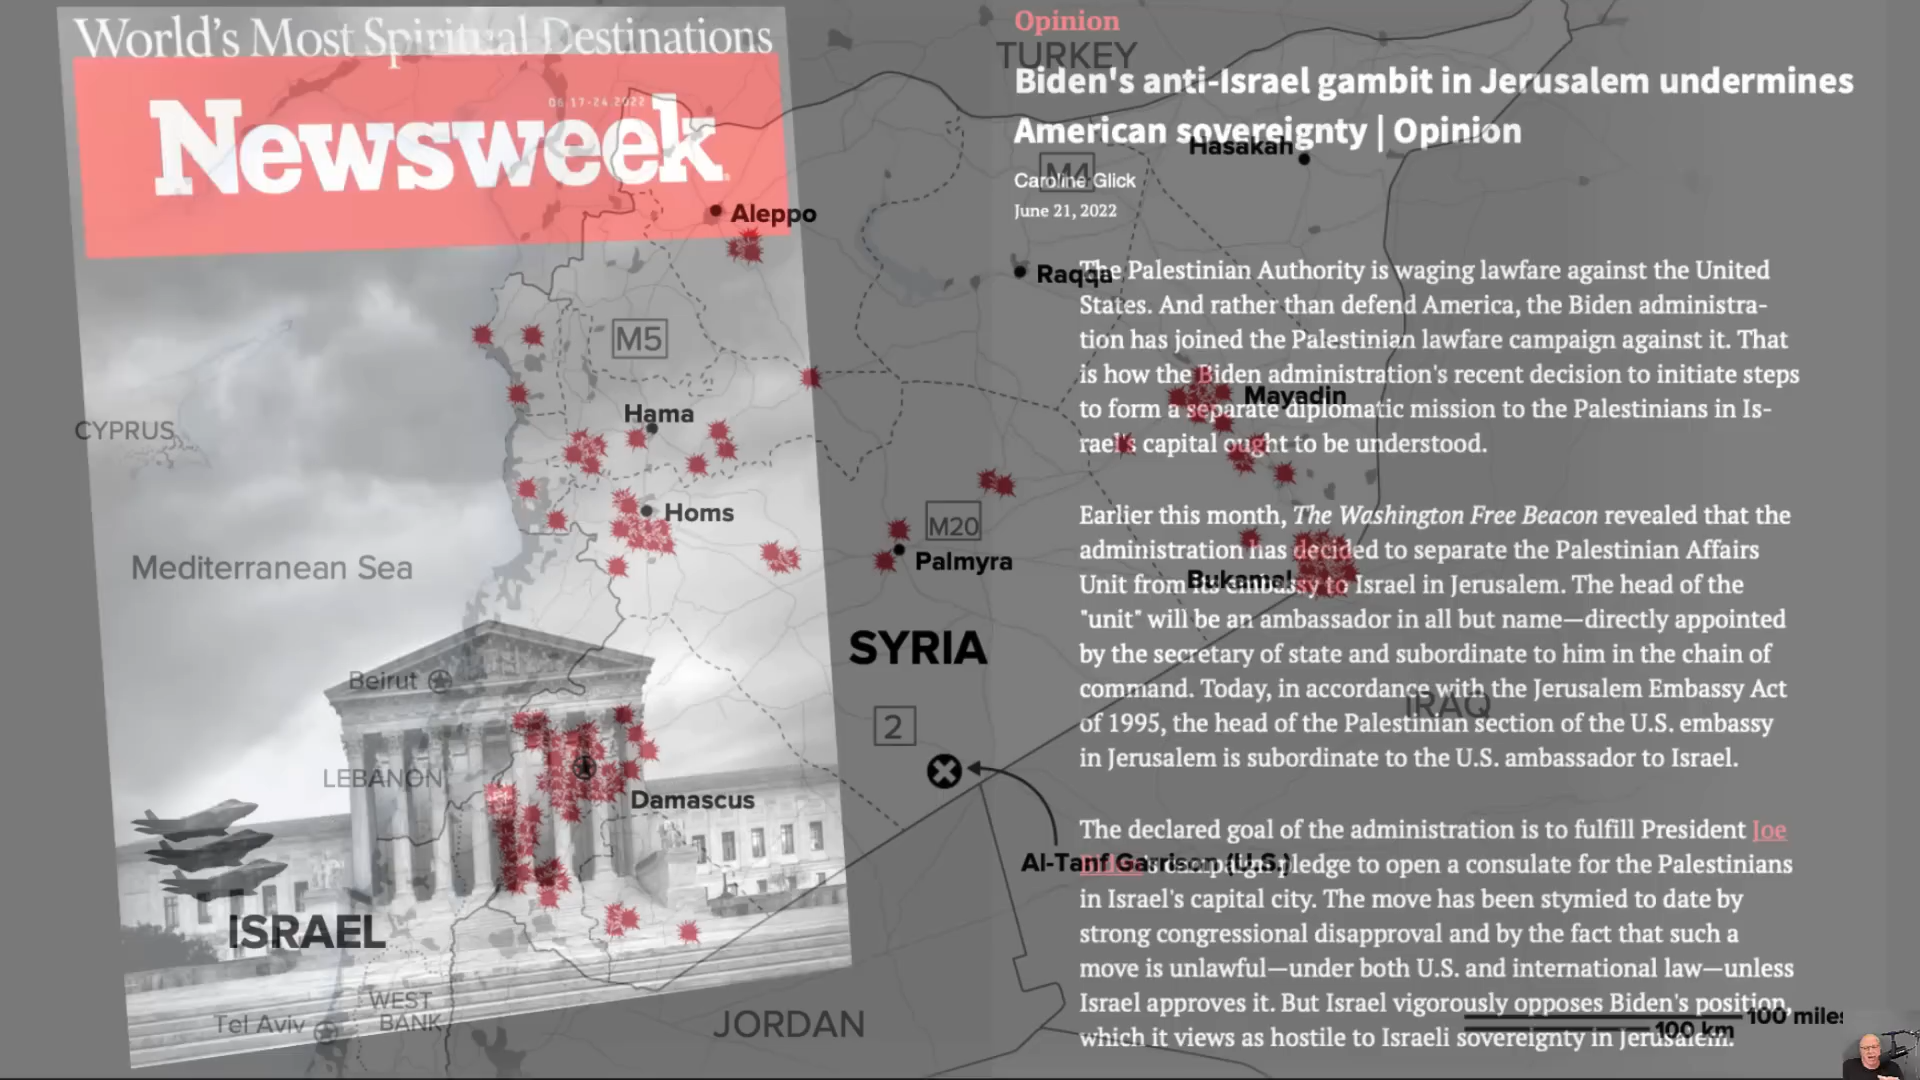 World's Most Spiritual Destinations
06 17-24 2022
Newsweek
Opinion
TURKEY
Biden's anti-Israel gambit in Jerusalem undermines
American sovereignty | Opinion
Hasakah
M4
Caroline Glick
June 21, 2022
Aleppo
Raqqa
The Palestinian Authority is waging lawfare against the United
States. And rather than defend America, the Biden administra-
tion has joined the Palestinian lawfare campaign against it. That
is how the Biden administration's recent decision to initiate steps
to form a separate diplomatic mission to the Palestinians in Is-
rael's capital ought to be understood.
M5
Mayadin
Hama
CYPRUS
Homs
M20
Palmyra
Mediterranean Sea
Bukamal
Earlier this month, The Washington Free Beacon revealed that the
administration has decided to separate the Palestinian Affairs
Unit from its embassy to Israel in Jerusalem. The head of the
"unit" will be an ambassador in all but name—directly appointed
by the secretary of state and subordinate to him in the chain of
command. Today, in accordance with the Jerusalem Embassy Act
of 1995, the head of the Palestinian section of the U.S. embassy
in Jerusalem is subordinate to the U.S. ambassador to Israel.
SYRIA
Beirut
IRAQ
2
LEBANON
Damascus
The declared goal of the administration is to fulfill President Joe
Biden's campaign pledge to open a consulate for the Palestinians
in Israel's capital city. The move has been stymied to date by
strong congressional disapproval and by the fact that such a
move is unlawful—under both U.S. and international law—unless
Israel approves it. But Israel vigorously opposes Biden's position,
which it views as hostile to Israeli sovereignty in Jerusalem.
Al-Tanf Garrison (U.S.)
ISRAEL
WEST
BANK
Tel Aviv
JORDAN
100 miles
100 km